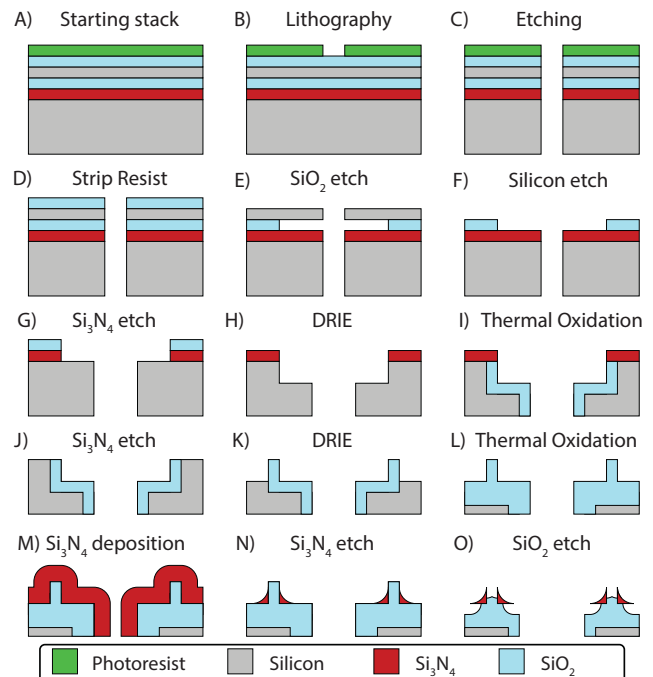 A) Starting stack
B) Lithography
C) Etching
D) Strip Resist
E) SiO₂ etch
F) Silicon etch
G) Si₃N₄ etch
H) DRIE
I) Thermal Oxidation
J) Si₃N₄ etch
K) DRIE
L) Thermal Oxidation
M) Si₃N₄ deposition
N) Si₃N₄ etch
O) SiO₂ etch
Photoresist Silicon Si₃N₄ SiO₂